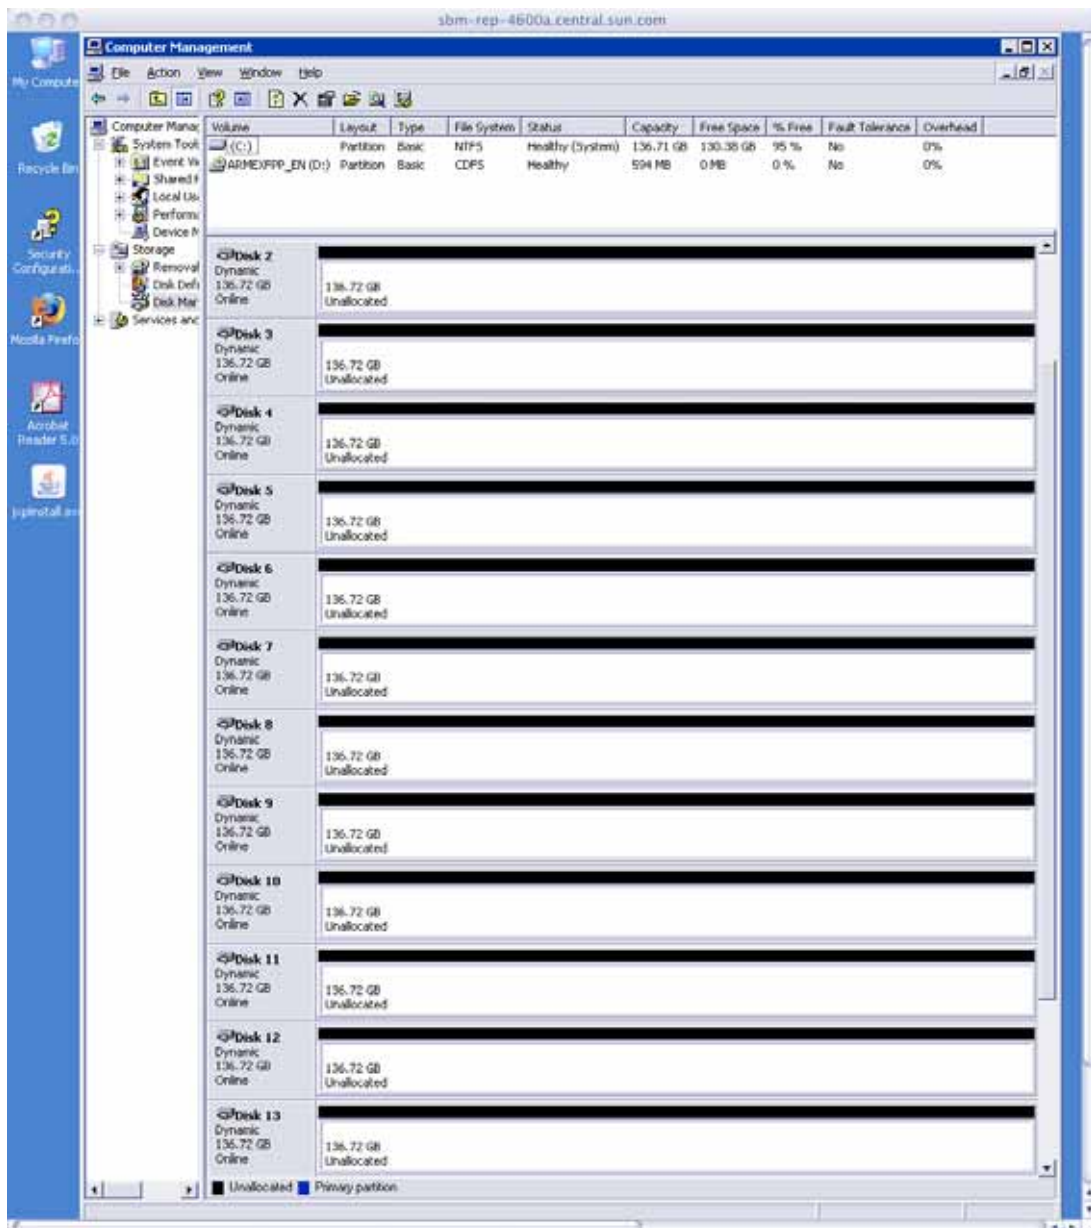 sbm-rep-4600a.central.sun.com
Computer Management
File Action View Window Help
My Compute
Recycle Bin
Security
Configurati...
Mozilla Firefo
Acrobat
Reader 5.0
Computer Manag
System Tools
Event Vi
Shared F
Local Us
Performa
Device M
Storage
Removal
Disk Defr
Disk Man
Services and
Volume Layout Type File System Status Capacity Free Space % Free Fault Tolerance Overhead
(C:) Partition Basic NTFS Healthy (System) 136.71 GB 130.38 GB 95 % No 0%
ARMEXFPP_EN (D:) Partition Basic CDFS Healthy 594 MB 0 MB 0 % No 0%
Disk 2
Dynamic
136.72 GB
Online
136.72 GB
Unallocated
Disk 3
Dynamic
136.72 GB
Online
136.72 GB
Unallocated
Disk 4
Dynamic
136.72 GB
Online
136.72 GB
Unallocated
Disk 5
Dynamic
136.72 GB
Online
136.72 GB
Unallocated
Disk 6
Dynamic
136.72 GB
Online
136.72 GB
Unallocated
Disk 7
Dynamic
136.72 GB
Online
136.72 GB
Unallocated
Disk 8
Dynamic
136.72 GB
Online
136.72 GB
Unallocated
Disk 9
Dynamic
136.72 GB
Online
136.72 GB
Unallocated
Disk 10
Dynamic
136.72 GB
Online
136.72 GB
Unallocated
Disk 11
Dynamic
136.72 GB
Online
136.72 GB
Unallocated
Disk 12
Dynamic
136.72 GB
Online
136.72 GB
Unallocated
Disk 13
Dynamic
136.72 GB
Online
136.72 GB
Unallocated
Unallocated Primary partition